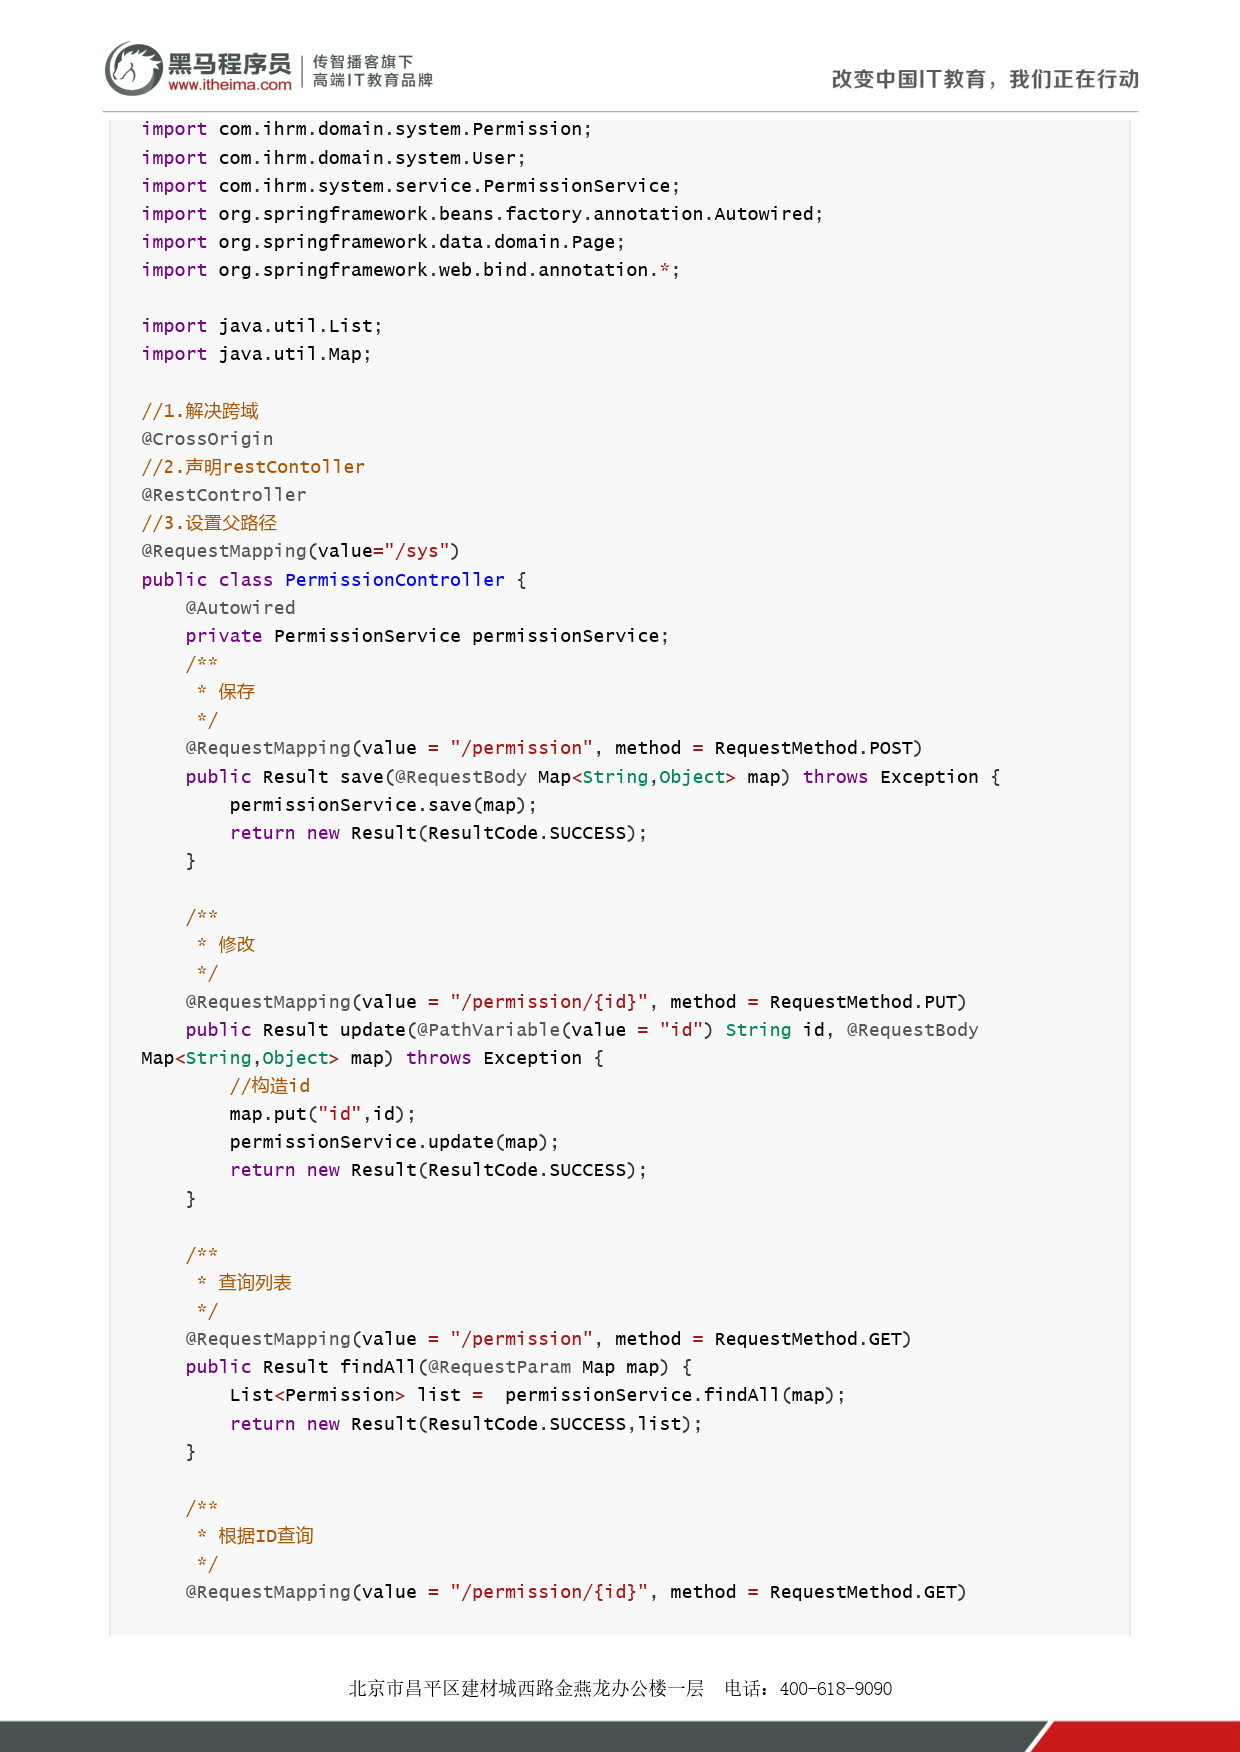 黑马程序员
www.itheima.com
传智播客旗下
高端IT教育品牌
改变中国IT教育，我们正在行动
import com.ihrm.domain.system.Permission;
import com.ihrm.domain.system.User;
import com.ihrm.system.service.PermissionService;
import org.springframework.beans.factory.annotation.Autowired;
import org.springframework.data.domain.Page;
import org.springframework.web.bind.annotation.*;

import java.util.List;
import java.util.Map;

//1.解决跨域
@CrossOrigin
//2.声明restContoller
@RestController
//3.设置父路径
@RequestMapping(value="/sys")
public class PermissionController {
    @Autowired
    private PermissionService permissionService;
    /**
     * 保存
     */
    @RequestMapping(value = "/permission", method = RequestMethod.POST)
    public Result save(@RequestBody Map<String,Object> map) throws Exception {
        permissionService.save(map);
        return new Result(ResultCode.SUCCESS);
    }

    /**
     * 修改
     */
    @RequestMapping(value = "/permission/{id}", method = RequestMethod.PUT)
    public Result update(@PathVariable(value = "id") String id, @RequestBody
Map<String,Object> map) throws Exception {
        //构造id
        map.put("id",id);
        permissionService.update(map);
        return new Result(ResultCode.SUCCESS);
    }

    /**
     * 查询列表
     */
    @RequestMapping(value = "/permission", method = RequestMethod.GET)
    public Result findAll(@RequestParam Map map) {
        List<Permission> list =  permissionService.findAll(map);
        return new Result(ResultCode.SUCCESS,list);
    }

    /**
     * 根据ID查询
     */
    @RequestMapping(value = "/permission/{id}", method = RequestMethod.GET)
北京市昌平区建材城西路金燕龙办公楼一层 电话：400-618-9090